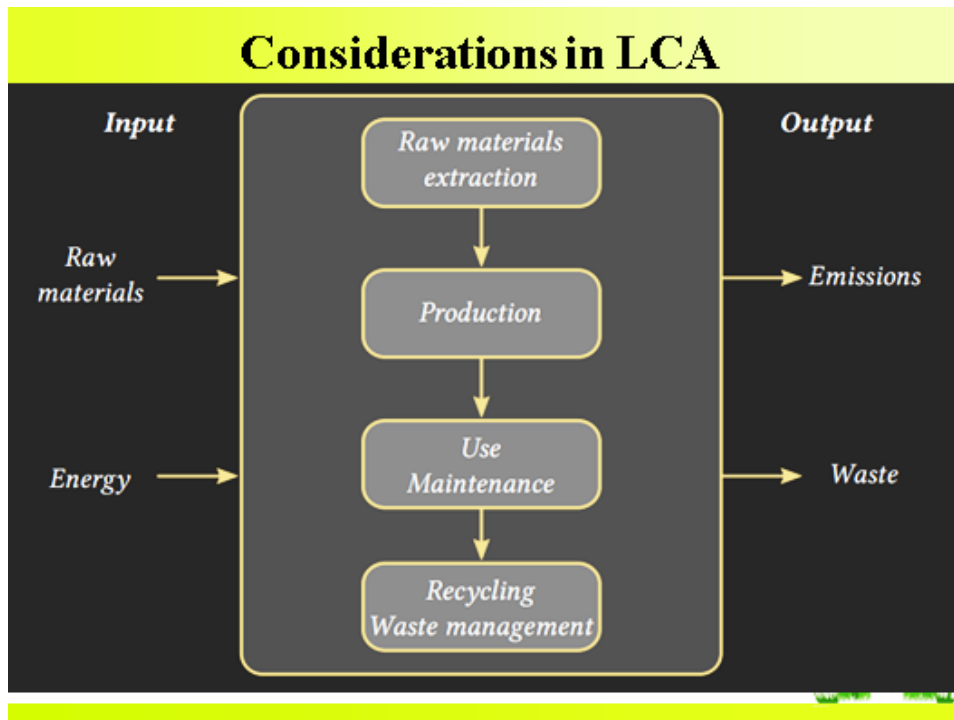 Considerations in LCA
Input
Output
Raw materials
extraction
Raw
materials
Emissions
Production
Energy
Use
Maintenance
Waste
Recycling
Waste management